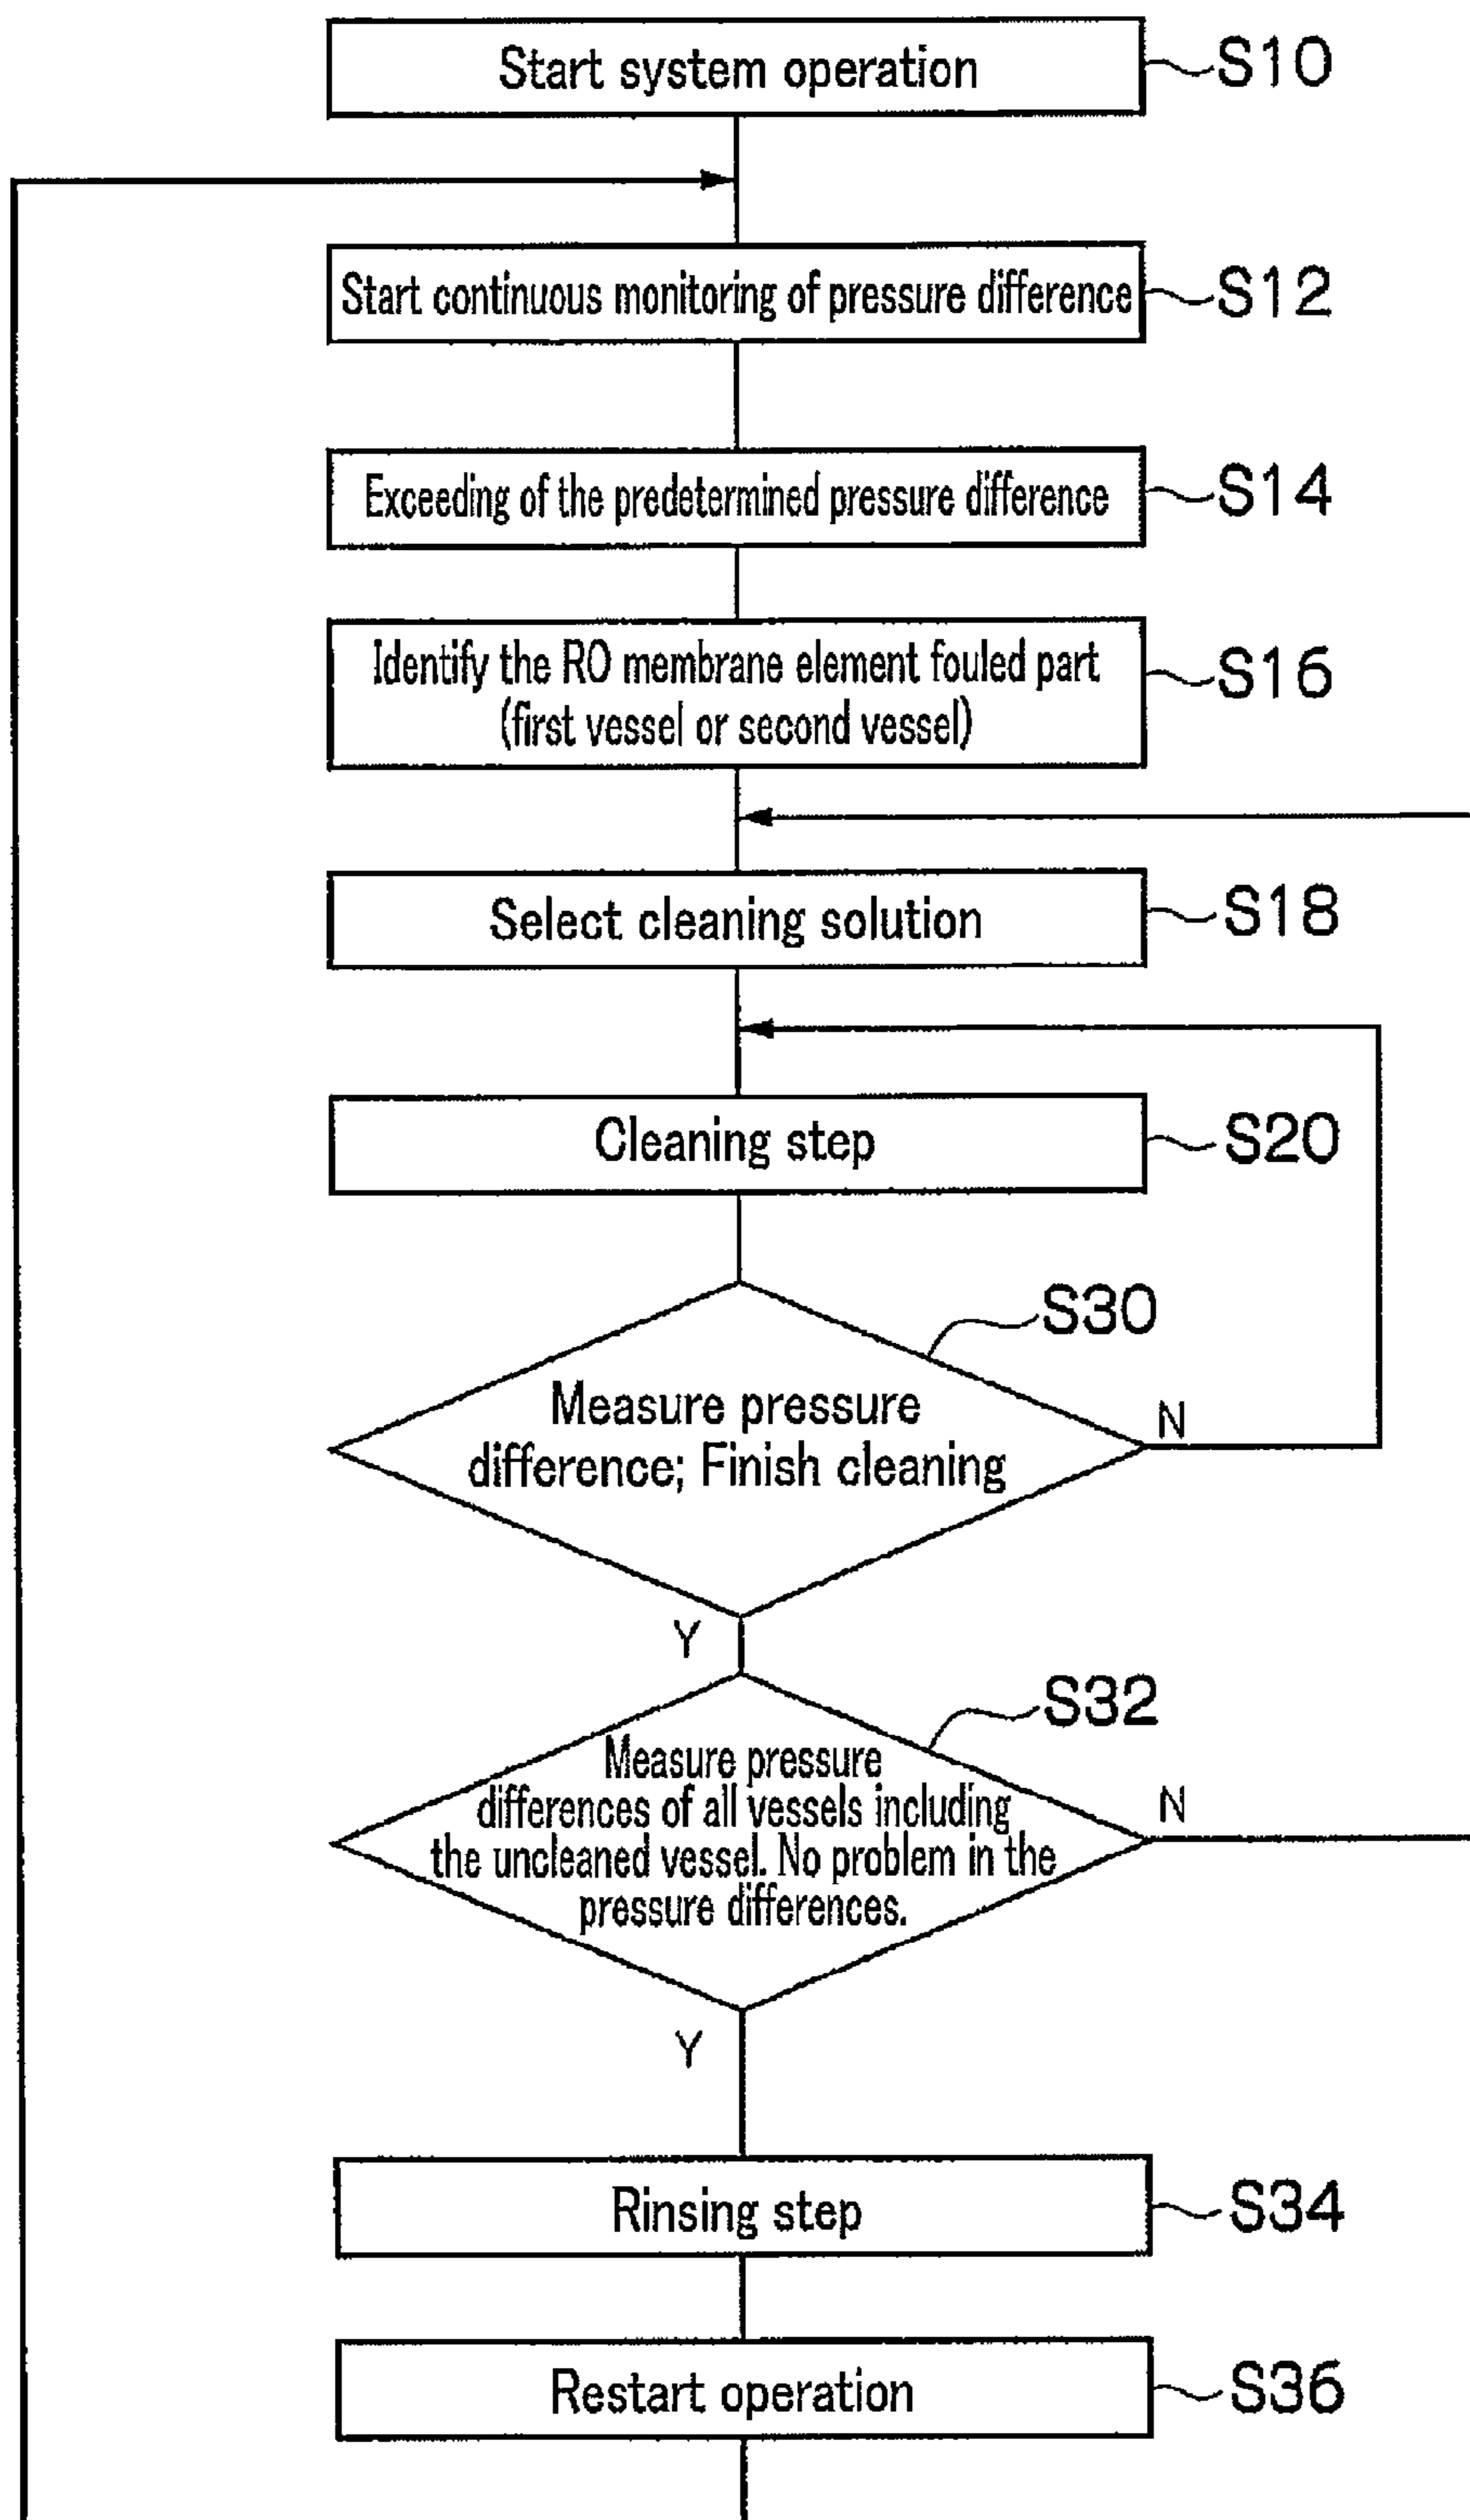 Start system operation
S10
Start continuous monitoring of pressure difference
S12
Exceeding of the predetermined pressure difference
S14
Identify the RO membrane element fouled part
(first vessel or second vessel)
S16
Select cleaning solution
S18
Cleaning step
S20
S30
Measure pressure
difference; Finish cleaning
N
Y
S32
Measure pressure
differences of all vessels including
the uncleaned vessel. No problem in the
pressure differences.
N
Y
Rinsing step
S34
Restart operation
S36